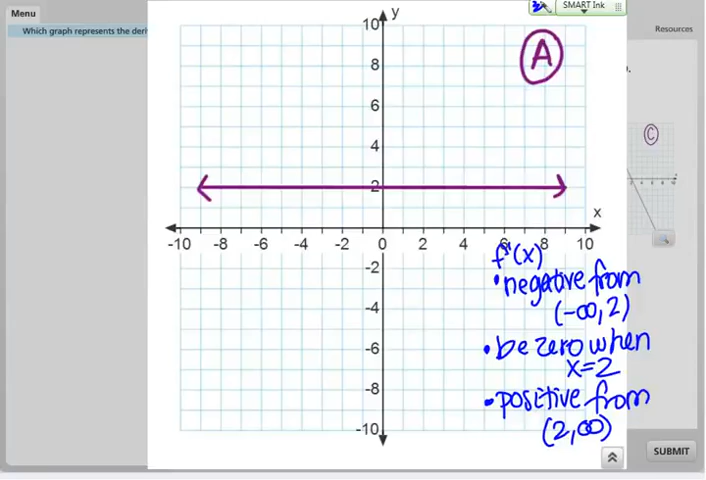 SMART Ink
Menu
Which graph represents the deri
Resources
y
A
C
10
8
6
4
2
x
-10 -8 -6 -4 -2 0 2 4 6 8 10
-2
-4
-6
-8
-10
f'(x)
• negative from
(-∞, 2)
• be zero when
x=2
• positive from
(2, ∞)
SUBMIT